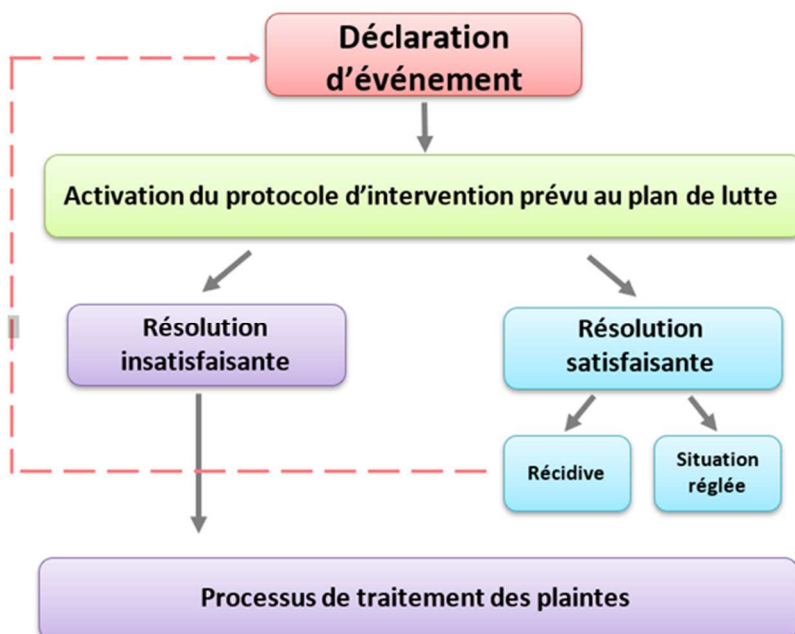 Déclaration
d’événement
Activation du protocole d’intervention prévu au plan de lutte
Résolution
insatisfaisante
Résolution
satisfaisante
Récidive
Situation
réglée
Processus de traitement des plaintes